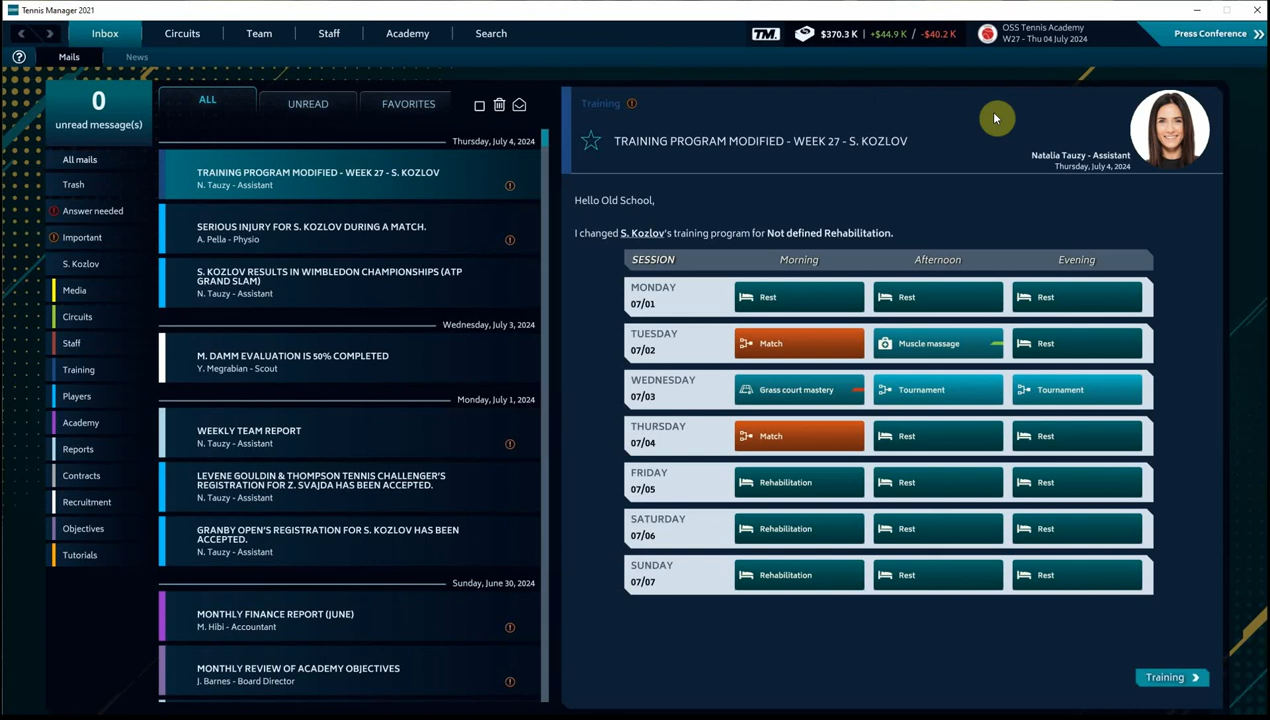 Tennis Manager 2021
Inbox Circuits Team Staff Academy Search
TM. $370.3 K +$44.9 K -$40.2 K
OSS Tennis Academy
W27 - Thu 04 July 2024
Press Conference
? Mails News
0
unread message(s)
All mails
Trash
Answer needed
Important
S. Kozlov
Media
Circuits
Staff
Training
Players
Academy
Reports
Contracts
Recruitment
Objectives
Tutorials
ALL UNREAD FAVORITES
Thursday, July 4, 2024
TRAINING PROGRAM MODIFIED - WEEK 27 - S. KOZLOV
N. Tauzy - Assistant
SERIOUS INJURY FOR S. KOZLOV DURING A MATCH.
A. Pella - Physio
S. KOZLOV RESULTS IN WIMBLEDON CHAMPIONSHIPS (ATP
GRAND SLAM)
N. Tauzy - Assistant
Wednesday, July 3, 2024
M. DAMM EVALUATION IS 50% COMPLETED
Y. Megrabian - Scout
Monday, July 1, 2024
WEEKLY TEAM REPORT
N. Tauzy - Assistant
LEVENE GOULDIN & THOMPSON TENNIS CHALLENGER'S
REGISTRATION FOR Z. SVAJDA HAS BEEN ACCEPTED.
N. Tauzy - Assistant
GRANBY OPEN'S REGISTRATION FOR S. KOZLOV HAS BEEN
ACCEPTED.
N. Tauzy - Assistant
Sunday, June 30, 2024
MONTHLY FINANCE REPORT (JUNE)
M. Hibi - Accountant
MONTHLY REVIEW OF ACADEMY OBJECTIVES
J. Barnes - Board Director
Training
TRAINING PROGRAM MODIFIED - WEEK 27 - S. KOZLOV
Natalia Tauzy - Assistant
Thursday, July 4, 2024
Hello Old School,
I changed S. Kozlov's training program for Not defined Rehabilitation.
SESSION Morning Afternoon Evening
MONDAY
07/01
Rest Rest Rest
TUESDAY
07/02
Match Muscle massage Rest
WEDNESDAY
07/03
Grass court mastery Tournament Tournament
THURSDAY
07/04
Match Rest Rest
FRIDAY
07/05
Rehabilitation Rest Rest
SATURDAY
07/06
Rehabilitation Rest Rest
SUNDAY
07/07
Rehabilitation Rest Rest
Training